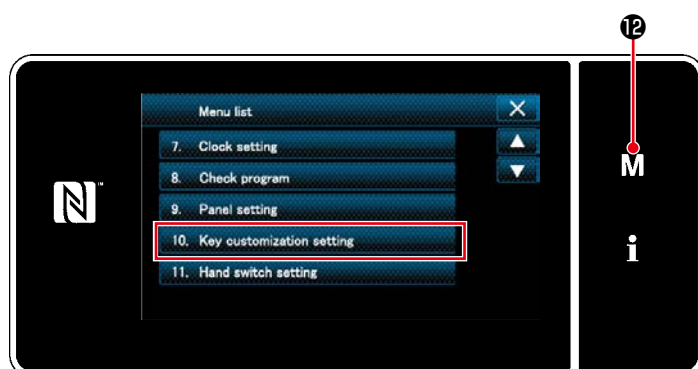 ⓬
Menu list
7. Clock setting
8. Check program
9. Panel setting
10. Key customization setting
11. Hand switch setting
M
i
N
™